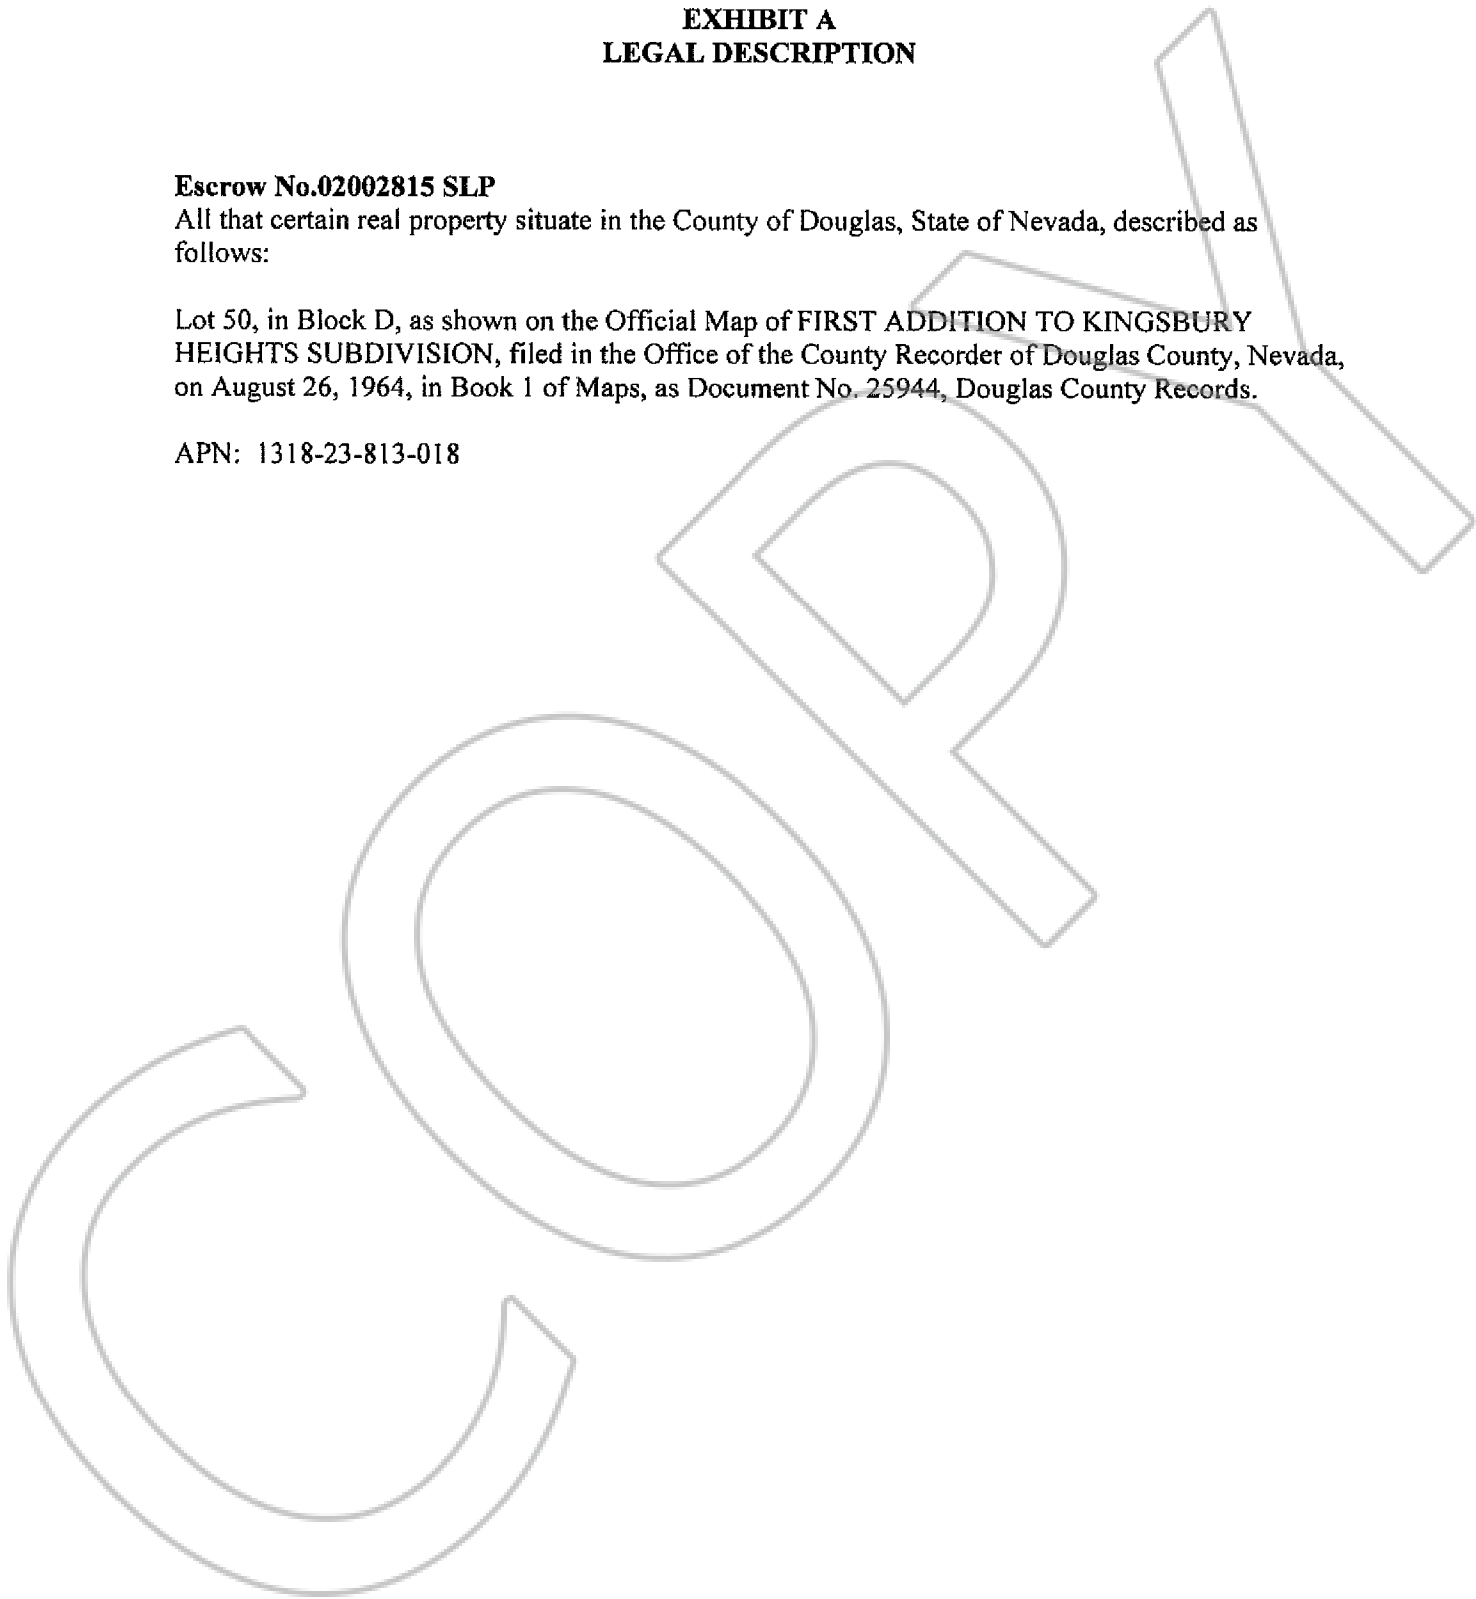 EXHIBIT A
LEGAL DESCRIPTION
Escrow No.02002815 SLP
All that certain real property situate in the County of Douglas, State of Nevada, described as
follows:
Lot 50, in Block D, as shown on the Official Map of FIRST ADDITION TO KINGSBURY
HEIGHTS SUBDIVISION, filed in the Office of the County Recorder of Douglas County, Nevada,
on August 26, 1964, in Book 1 of Maps, as Document No. 25944, Douglas County Records.
APN: 1318-23-813-018
COPY